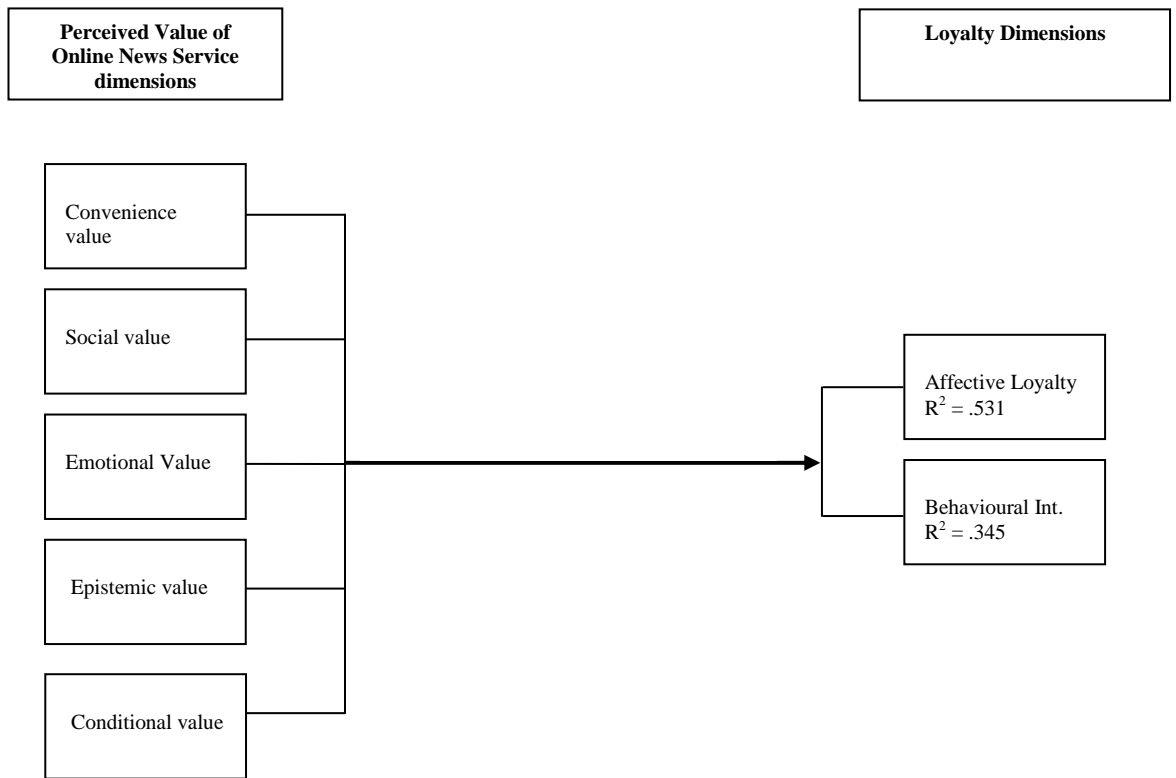 Perceived Value of
Online News Service
dimensions
Loyalty Dimensions
Convenience
value
Social value
Emotional Value
Epistemic value
Conditional value
Affective Loyalty
R² = .531
Behavioural Int.
R² = .345